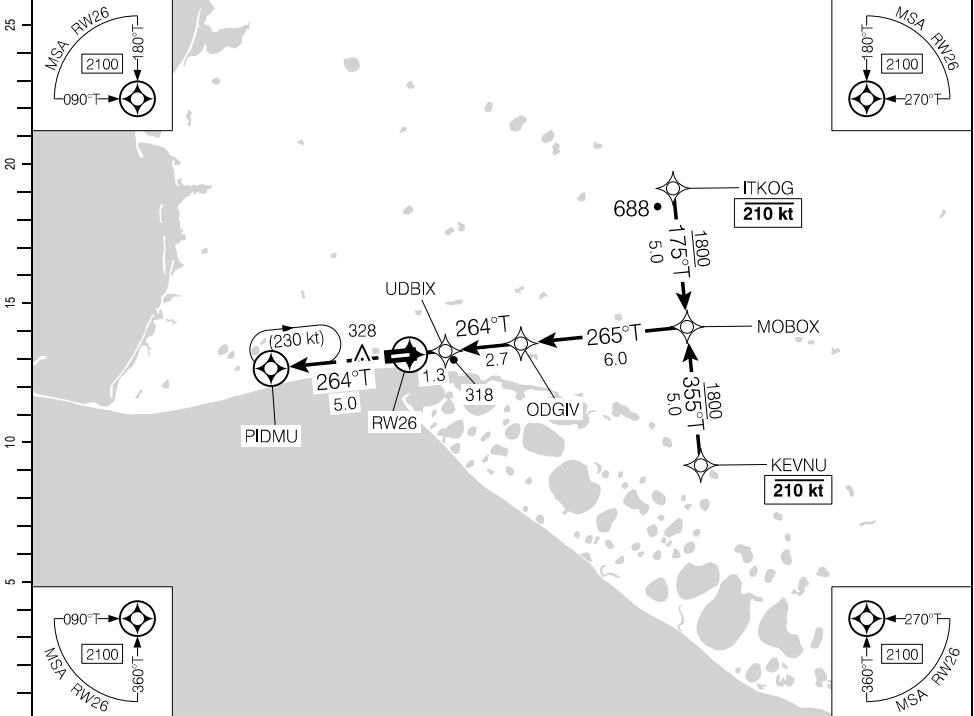 25
20
15
10
5
MSA RW26
180°T
2100
090°T
MSA RW26
180°T
2100
270°T
ITKOG
210 kt
688
175°T
1800
5.0
UDBIX
MOBOX
264°T
2.7
265°T
6.0
328
(230 kt)
264°T
5.0
1.3
318
ODGIV
RW26
PIDMU
355°T
1800
5.0
KEVNU
210 kt
090°T
2100
360°T
MSA RW26
270°T
2100
360°T
MSA RW26